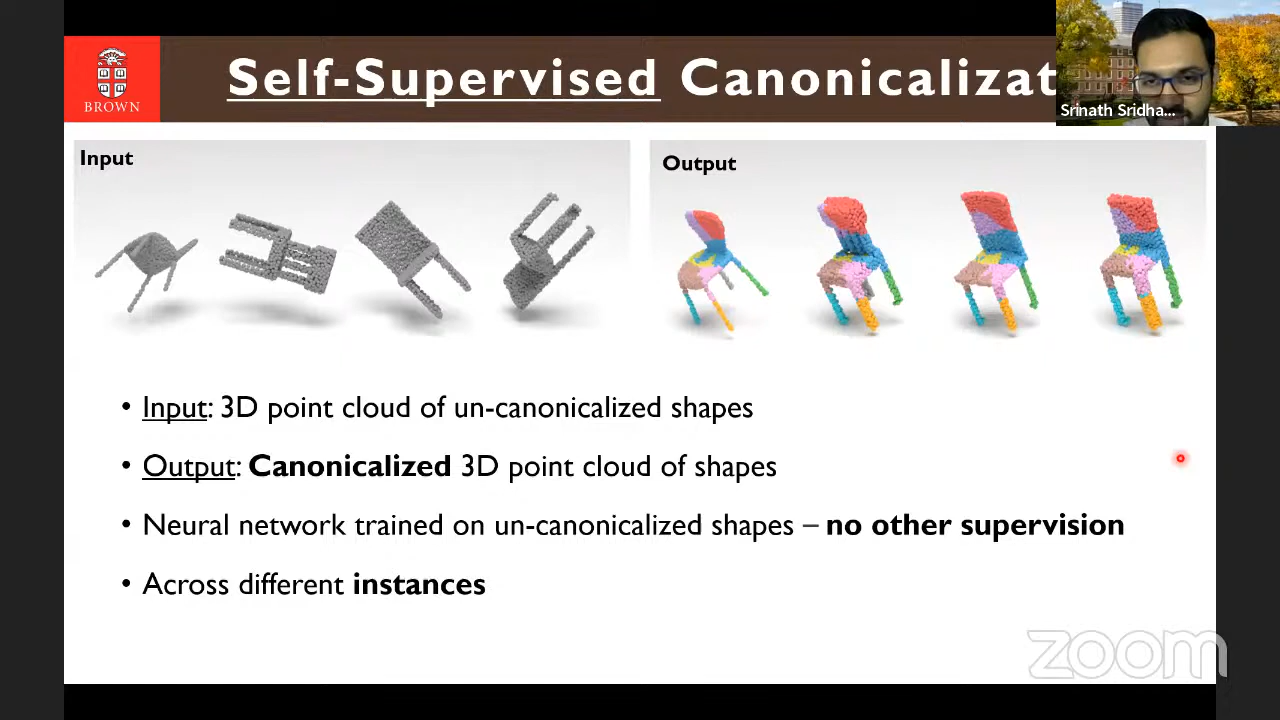 BROWN
Self-Supervised Canonicalizat
Srinath Sridha...
Input
Output
• Input: 3D point cloud of un-canonicalized shapes
• Output: Canonicalized 3D point cloud of shapes
• Neural network trained on un-canonicalized shapes – no other supervision
• Across different instances
zoom